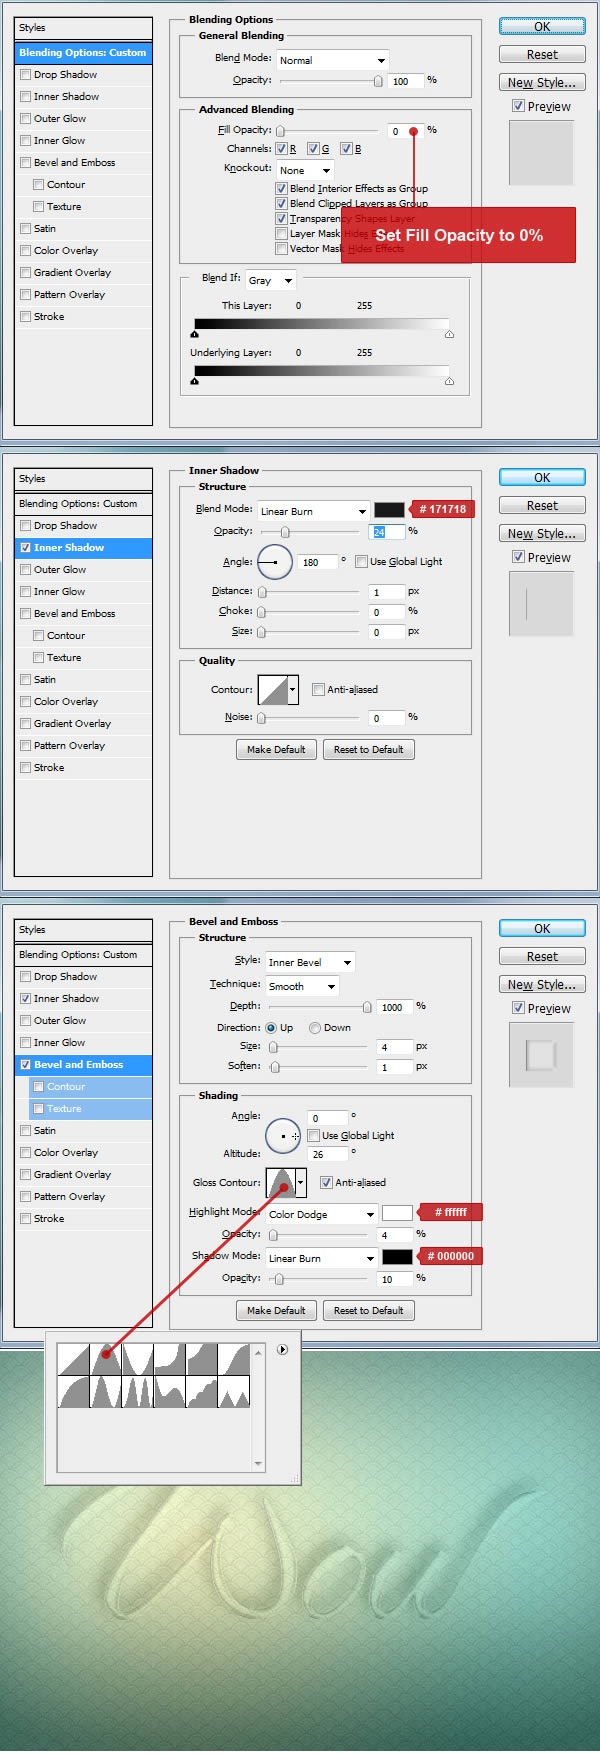 Styles
Blending Options: Custom
Drop Shadow
Inner Shadow
Outer Glow
Inner Glow
Bevel and Emboss
Contour
Texture
Satin
Color Overlay
Gradient Overlay
Pattern Overlay
Stroke
Blending Options
General Blending
Blend Mode: Normal
Opacity: 100 %
Advanced Blending
Fill Opacity: 0 %
Channels: R G B
Knockout: None
Blend Interior Effects as Group
Blend Clipped Layers as Group
Transparency Shapes Layer
Layer Mask Hides E
Vector Mask Hides Effects
Set Fill Opacity to 0%
Blend If: Gray
This Layer: 0 255
Underlying Layer: 0 255
OK
Reset
New Style...
Preview
Styles
Blending Options: Custom
Drop Shadow
Inner Shadow
Outer Glow
Inner Glow
Bevel and Emboss
Contour
Texture
Satin
Color Overlay
Gradient Overlay
Pattern Overlay
Stroke
Inner Shadow
Structure
Blend Mode: Linear Burn # 171718
Opacity: 24 %
Angle: 180 ° Use Global Light
Distance: 1 px
Choke: 0 %
Size: 0 px
Quality
Contour: Anti-aliased
Noise: 0 %
Make Default Reset to Default
OK
Reset
New Style...
Preview
Styles
Blending Options: Custom
Drop Shadow
Inner Shadow
Outer Glow
Inner Glow
Bevel and Emboss
Contour
Texture
Satin
Color Overlay
Gradient Overlay
Pattern Overlay
Stroke
Bevel and Emboss
Structure
Style: Inner Bevel
Technique: Smooth
Depth: 1000 %
Direction: Up Down
Size: 4 px
Soften: 1 px
Shading
Angle: 0 °
Use Global Light
Altitude: 26 °
Gloss Contour: Anti-aliased
Highlight Mode: Color Dodge # ffffff
Opacity: 4 %
Shadow Mode: Linear Burn # 000000
Opacity: 10 %
Make Default Reset to Default
OK
Reset
New Style...
Preview
Wow